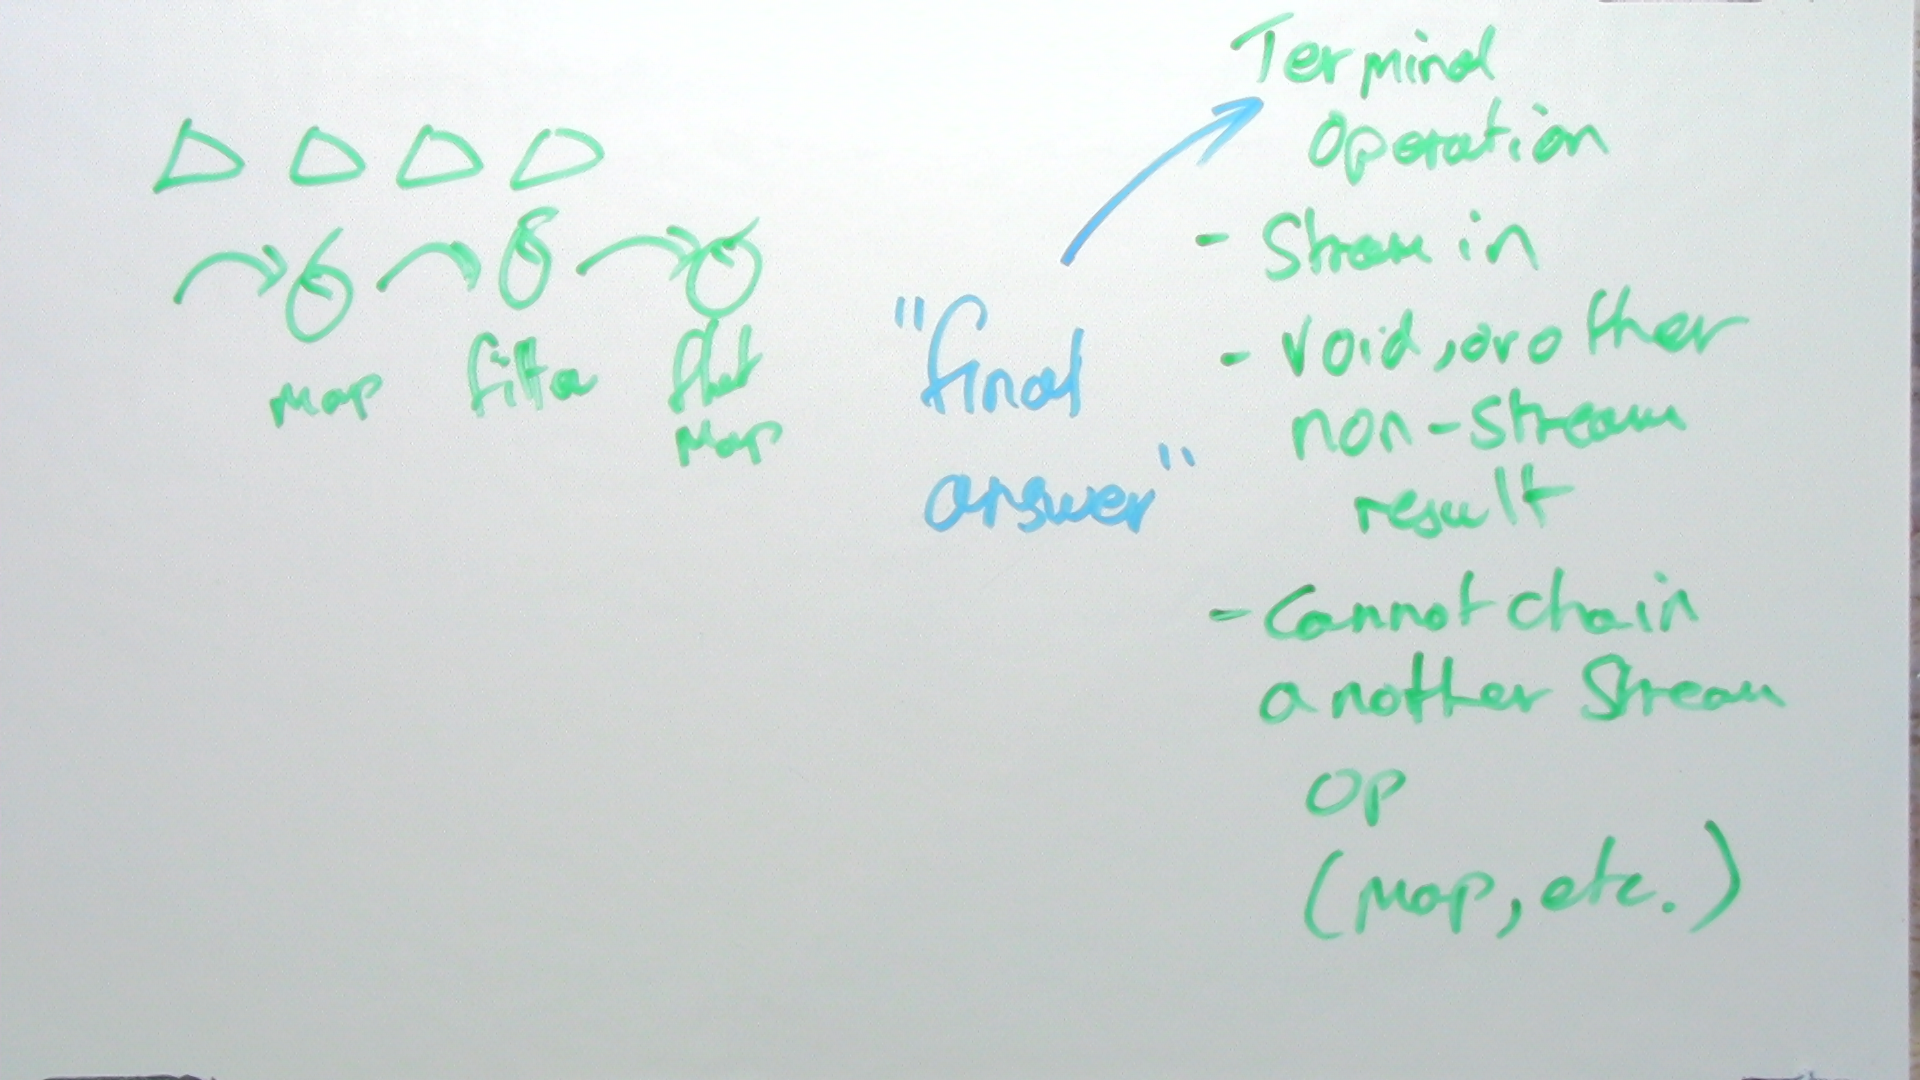 map filter flat
map
"final
answer"
Terminal
operation
- Stream in
- void, or other
non-stream
result
- Cannot chain
another Stream
op
(map, etc.)